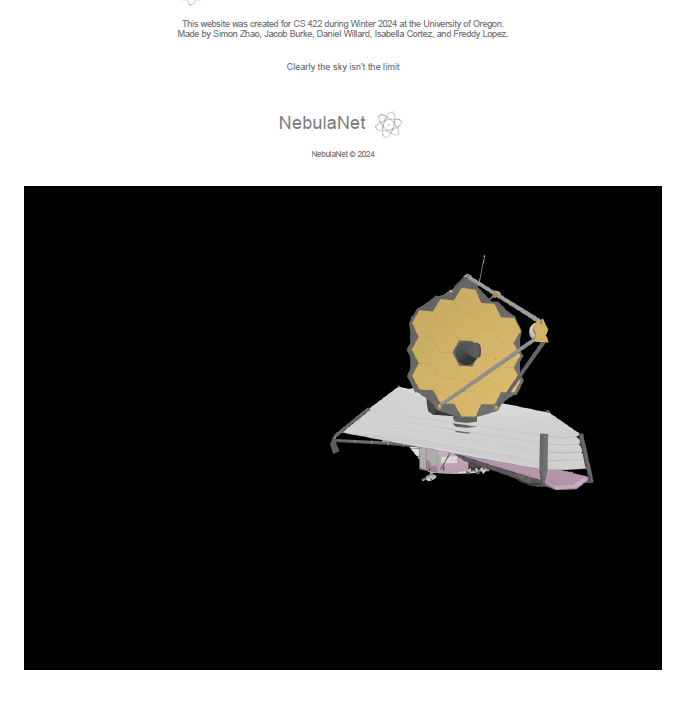 This website was created for CS 422 during Winter 2024 at the University of Oregon.
Made by Simon Zhao, Jacob Burke, Daniel Willard, Isabella Cortez, and Freddy Lopez.
Clearly the sky isn't the limit
NebulaNet
NebulaNet © 2024